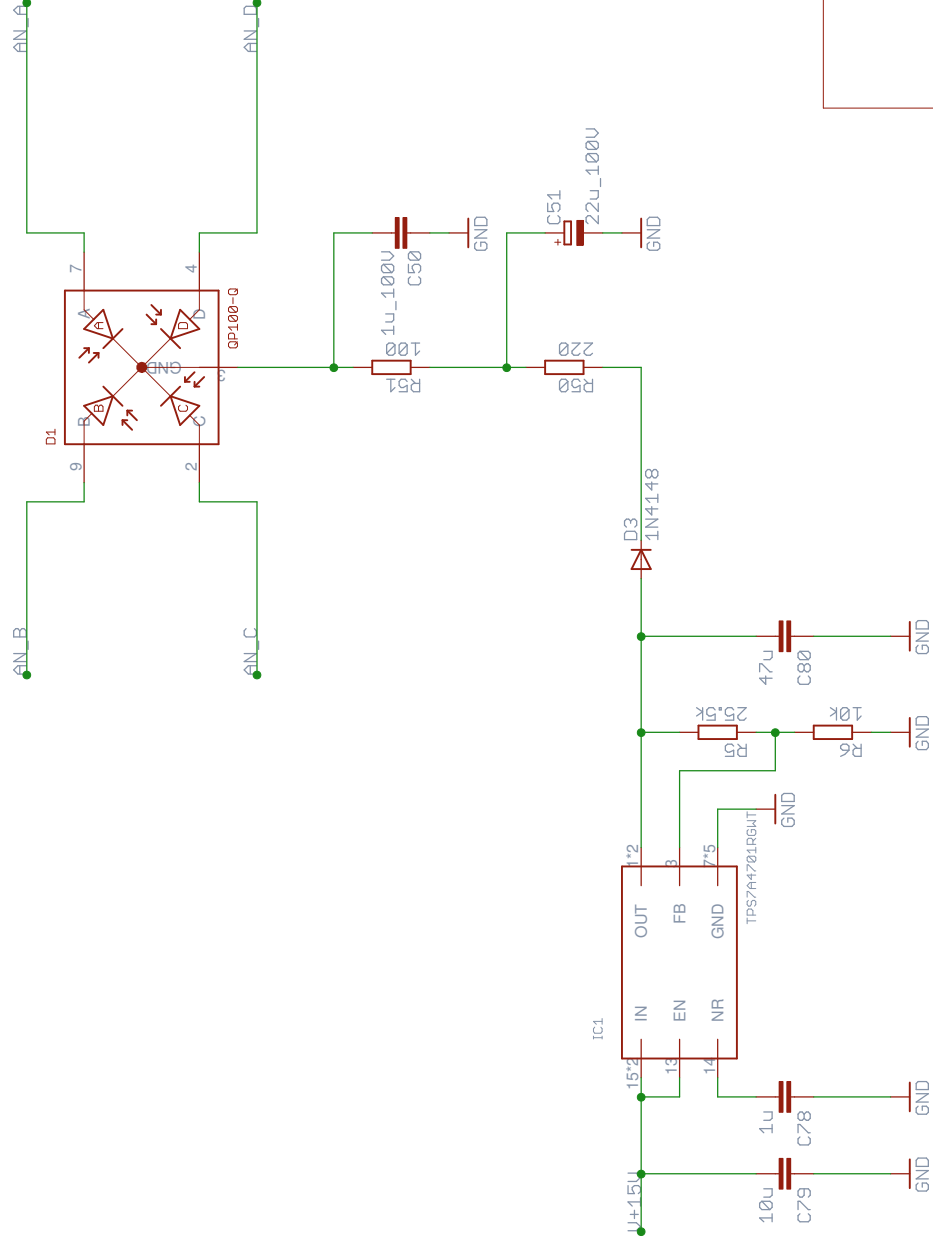 AN_A
AN_D
C51
22u_100V
GND
GND
1u_100V
C50
7
4
QP100-Q
A
D
A
D
GND
3
B
C
B
C
D1
9
2
100
R51
220
R50
D3
1N4148
AN_B
AN_C
47u
C80
GND
25.5k
R5
10k
R6
GND
GND
1*2
3
7*5
TPS7A4701RGWT
OUT
FB
GND
IN
EN
NR
IC1
15*2
13
14
1u
C78
GND
V+15V
10u
C79
GND